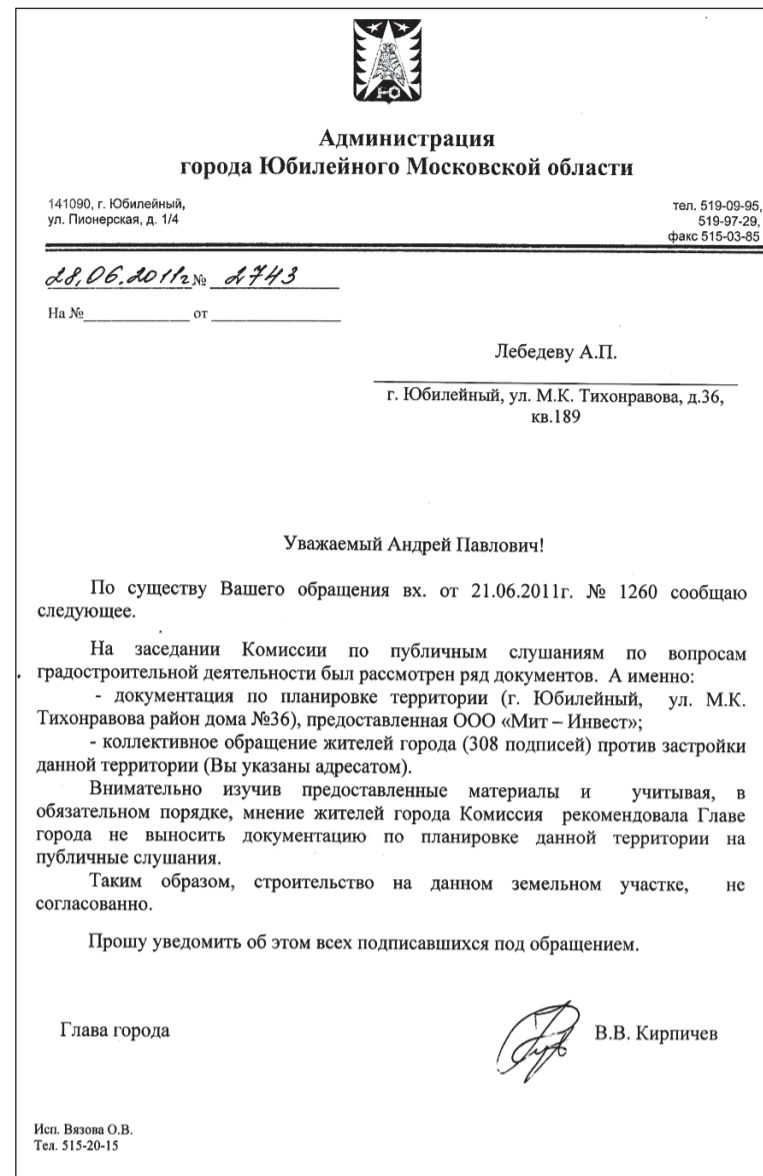 Ю
Администрация
города Юбилейного Московской области
141090, г. Юбилейный,
ул. Пионерская, д. 1/4
тел. 519-09-95,
519-97-29,
факс 515-03-85
28,06.2011г № 2743
На №____________ от ____________
Лебедеву А.П.
г. Юбилейный, ул. М.К. Тихонравова, д.36,
кв.189
Уважаемый Андрей Павлович!
По существу Вашего обращения вх. от 21.06.2011г. № 1260 сообщаю
следующее.
На заседании Комиссии по публичным слушаниям по вопросам
градостроительной деятельности был рассмотрен ряд документов. А именно:
- документация по планировке территории (г. Юбилейный, ул. М.К.
Тихонравова район дома №36), предоставленная ООО «Мит – Инвест»;
- коллективное обращение жителей города (308 подписей) против застройки
данной территории (Вы указаны адресатом).
Внимательно изучив предоставленные материалы и учитывая, в
обязательном порядке, мнение жителей города Комиссия рекомендовала Главе
города не выносить документацию по планировке данной территории на
публичные слушания.
Таким образом, строительство на данном земельном участке, не
согласованно.
Прошу уведомить об этом всех подписавшихся под обращением.
Глава города
В.В. Кирпичев
Исп. Вязова О.В.
Тел. 515-20-15